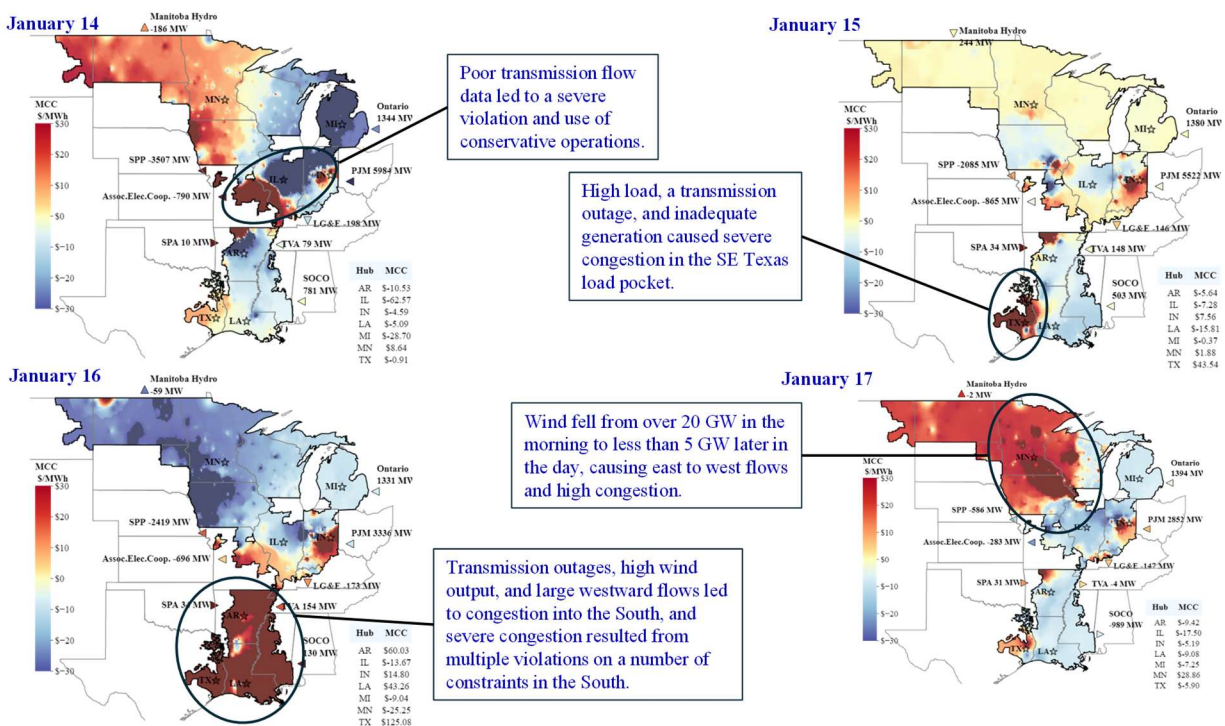 January 14
Manitoba Hydro
-186 MW
MCC
$/MWh
$30
$20
$10
$0
$-10
$-20
$-30
MN
MI
IL
IN
AR
TX
LA
Ontario
1344 MV
SPP -3507 MW
PJM 5984 MW
Assoc.Elec.Coop. -790 MW
LG&E -198 MW
SPA 10 MW
TVA 79 MW
SOCO
781 MW
Hub MCC
AR $-10.53
IL $-62.57
IN $-4.59
LA $-5.09
MI $-28.70
MN $8.64
TX $-0.91
Poor transmission flow
data led to a severe
violation and use of
conservative operations.
January 15
Manitoba Hydro
244 MW
MCC
$/MWh
$30
$20
$10
$0
$-10
$-20
$-30
MN
MI
IL
IN
AR
TX
LA
Ontario
1380 MW
SPP -2085 MW
PJM 5522 MW
Assoc.Elec.Coop. -865 MW
LG&E -146 MW
SPA 34 MW
TVA 148 MW
SOCO
503 MW
Hub MCC
AR $-5.64
IL $-7.28
IN $7.56
LA $-15.81
MI $-0.37
MN $1.88
TX $43.54
High load, a transmission
outage, and inadequate
generation caused severe
congestion in the SE Texas
load pocket.
January 16
Manitoba Hydro
-59 MW
MCC
$/MWh
$30
$20
$10
$0
$-10
$-20
$-30
MN
MI
IL
IN
AR
TX
LA
Ontario
1331 MW
SPP -2419 MW
PJM 3336 MW
Assoc.Elec.Coop. -696 MW
LG&E -173 MW
SPA
TVA 154 MW
SOCO
130 MW
Hub MCC
AR $60.03
IL $-13.67
IN $14.80
LA $43.26
MI $-9.04
MN $-25.25
TX $125.08
Transmission outages, high wind
output, and large westward flows led
to congestion into the South, and
severe congestion resulted from
multiple violations on a number of
constraints in the South.
January 17
Manitoba Hydro
-2 MW
MCC
$/MWh
$30
$20
$10
$0
$-10
$-20
$-30
MN
MI
IL
IN
AR
TX
LA
Ontario
1394 MV
SPP -586 MW
PJM 2852 MW
Assoc.Elec.Coop. -283 MW
LG&E -147 MW
SPA 31 MW
TVA -4 MW
SOCO
-989 MW
Hub MCC
AR $-9.42
IL $-17.50
IN $-5.19
LA $-9.08
MI $-7.25
MN $28.86
TX $-5.90
Wind fell from over 20 GW in the
morning to less than 5 GW later in
the day, causing east to west flows
and high congestion.